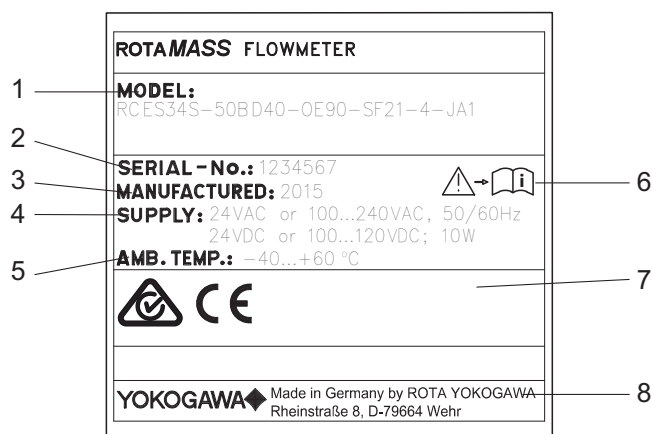 ROTAMASS FLOWMETER
1
MODEL:
RCES34S-50BD40-0E90-SF21-4-JA1
2
SERIAL-No.: 1234567
3
MANUFACTURED: 2015
6
4
SUPPLY: 24VAC or 100...240VAC, 50/60Hz
24VDC or 100...120VDC; 10W
5
AMB. TEMP.: -40...+60 °C
7
CE
YOKOGAWA Made in Germany by ROTA YOKOGAWA
Rheinstraße 8, D-79664 Wehr
8